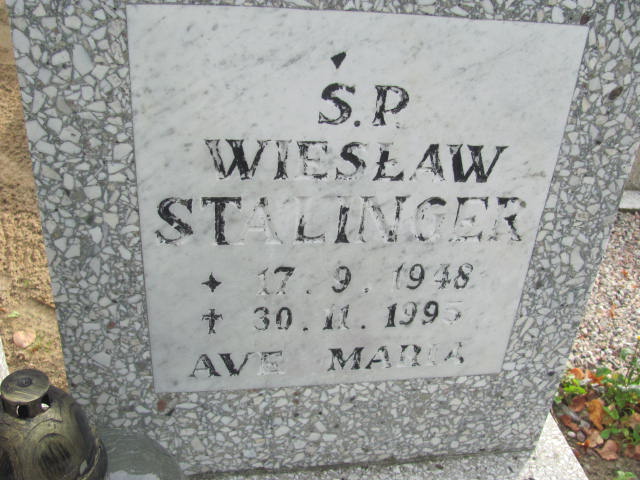 Ś.P.
WIESŁAW
STALINGER
✦ 17.9.1948
✝ 30.11.1995
AVE MARIA